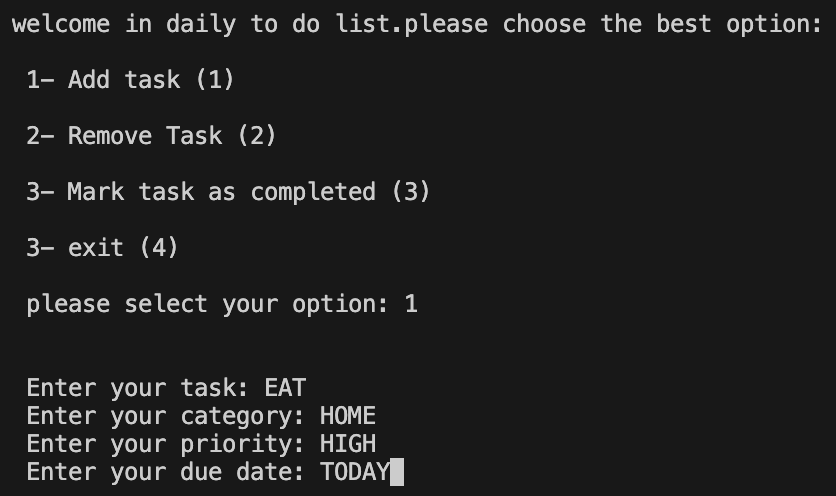 welcome in daily to do list.please choose the best option:
1- Add task (1)
2- Remove Task (2)
3- Mark task as completed (3)
3- exit (4)
please select your option: 1
Enter your task: EAT
Enter your category: HOME
Enter your priority: HIGH
Enter your due date: TODAY